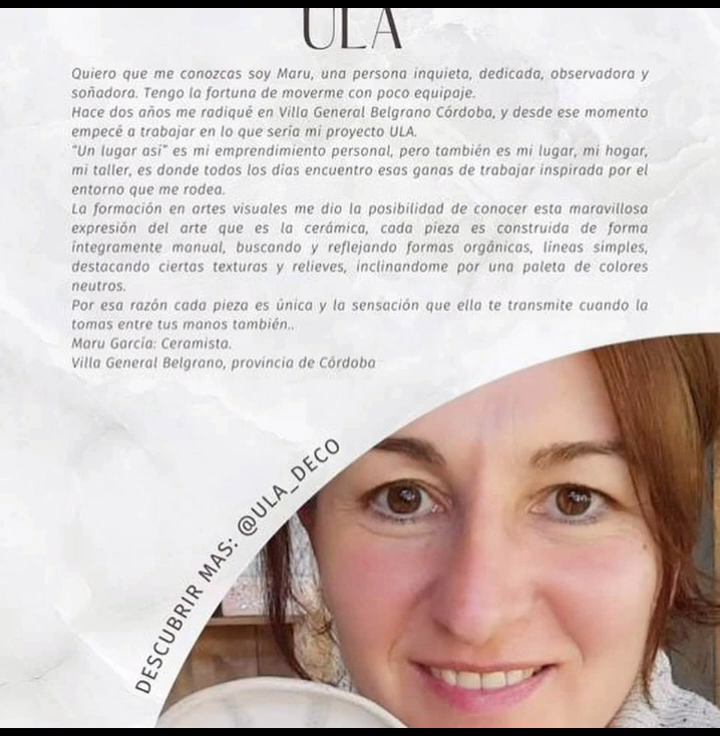 ULA
Quiero que me conozcas soy Maru, una persona inquieta, dedicada, observadora y
soñadora. Tengo la fortuna de moverme con poco equipaje.
Hace dos años me radiqué en Villa General Belgrano Córdoba, y desde ese momento
empecé a trabajar en lo que sería mi proyecto ULA.
"Un lugar así" es mi emprendimiento personal, pero también es mi lugar, mi hogar,
mi taller, es donde todos los días encuentro esas ganas de trabajar inspirada por el
entorno que me rodea.
La formación en artes visuales me dio la posibilidad de conocer esta maravillosa
expresión del arte que es la cerámica, cada pieza es construida de forma
íntegramente manual, buscando y reflejando formas orgánicas, líneas simples,
destacando ciertas texturas y relieves, inclinandome por una paleta de colores
neutros.
Por esa razón cada pieza es única y la sensación que ella te transmite cuando la
tomas entre tus manos también..
Maru García: Ceramista.
Villa General Belgrano, provincia de Córdoba
DESCUBRIR MAS: @ULA_DECO